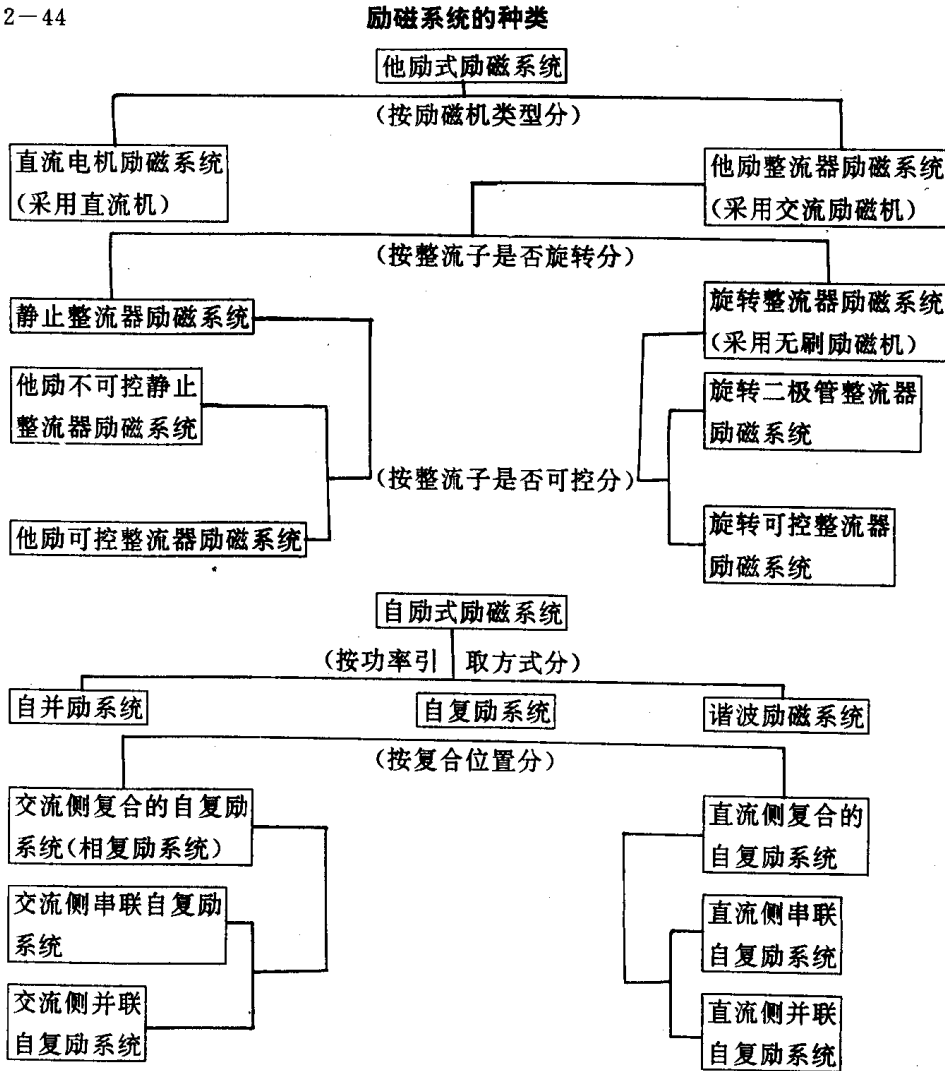 2-44
励磁系统的种类
他励式励磁系统
(按励磁机类型分)
直流电机励磁系统
(采用直流机)
他励整流器励磁系统
(采用交流励磁机)
(按整流子是否旋转分)
静止整流器励磁系统
旋转整流器励磁系统
(采用无刷励磁机)
他励不可控静止
整流器励磁系统
旋转二极管整流器
励磁系统
(按整流子是否可控分)
他励可控整流器励磁系统
旋转可控整流器
励磁系统
自励式励磁系统
(按功率引 取方式分)
自并励系统
自复励系统
谐波励磁系统
(按复合位置分)
交流侧复合的自复励
系统(相复励系统)
直流侧复合的
自复励系统
交流侧串联自复励
系统
直流侧串联
自复励系统
交流侧并联
自复励系统
直流侧并联
自复励系统